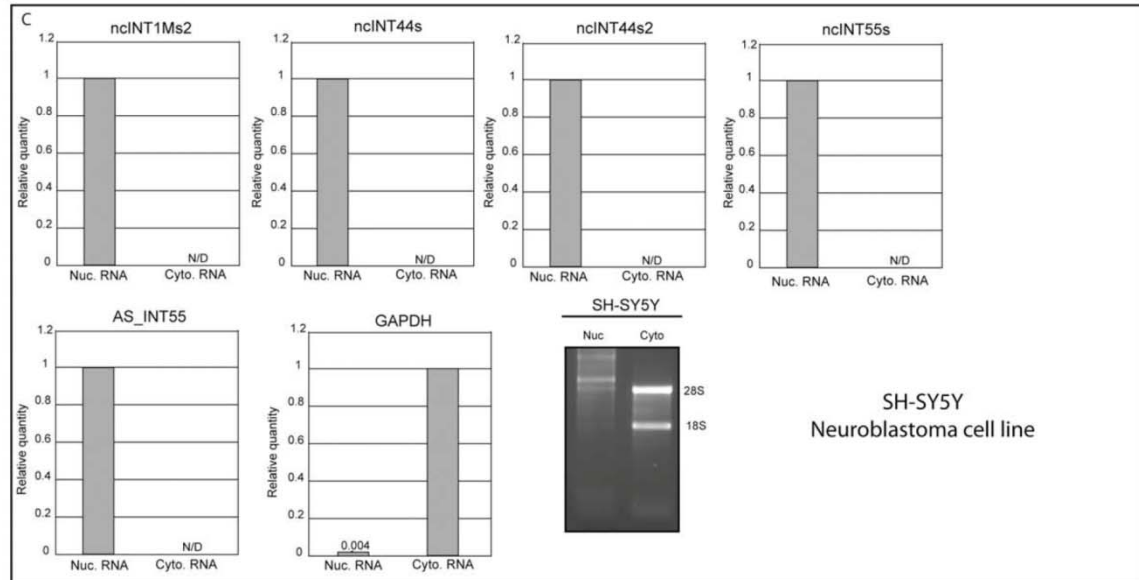 C
ncINT1Ms2
1.2
1
0.8
0.6
0.4
0.2
0
Relative quantity
N/D
Nuc. RNA Cyto. RNA
ncINT44s
1.2
1
0.8
0.6
0.4
0.2
0
Relative quantity
N/D
Nuc. RNA Cyto. RNA
ncINT44s2
1.2
1
0.8
0.6
0.4
0.2
0
Relative quantity
N/D
Nuc. RNA Cyto. RNA
ncINT55s
1.2
1
0.8
0.6
0.4
0.2
0
Relative quantity
N/D
Nuc. RNA Cyto. RNA
AS_INT55
1.2
1
0.8
0.6
0.4
0.2
0
Relative quantity
N/D
Nuc. RNA Cyto. RNA
GAPDH
1.2
1
0.8
0.6
0.4
0.2
0
Relative quantity
0.004
Nuc. RNA Cyto. RNA
SH-SY5Y
Nuc Cyto
28S
18S
SH-SY5Y
Neuroblastoma cell line